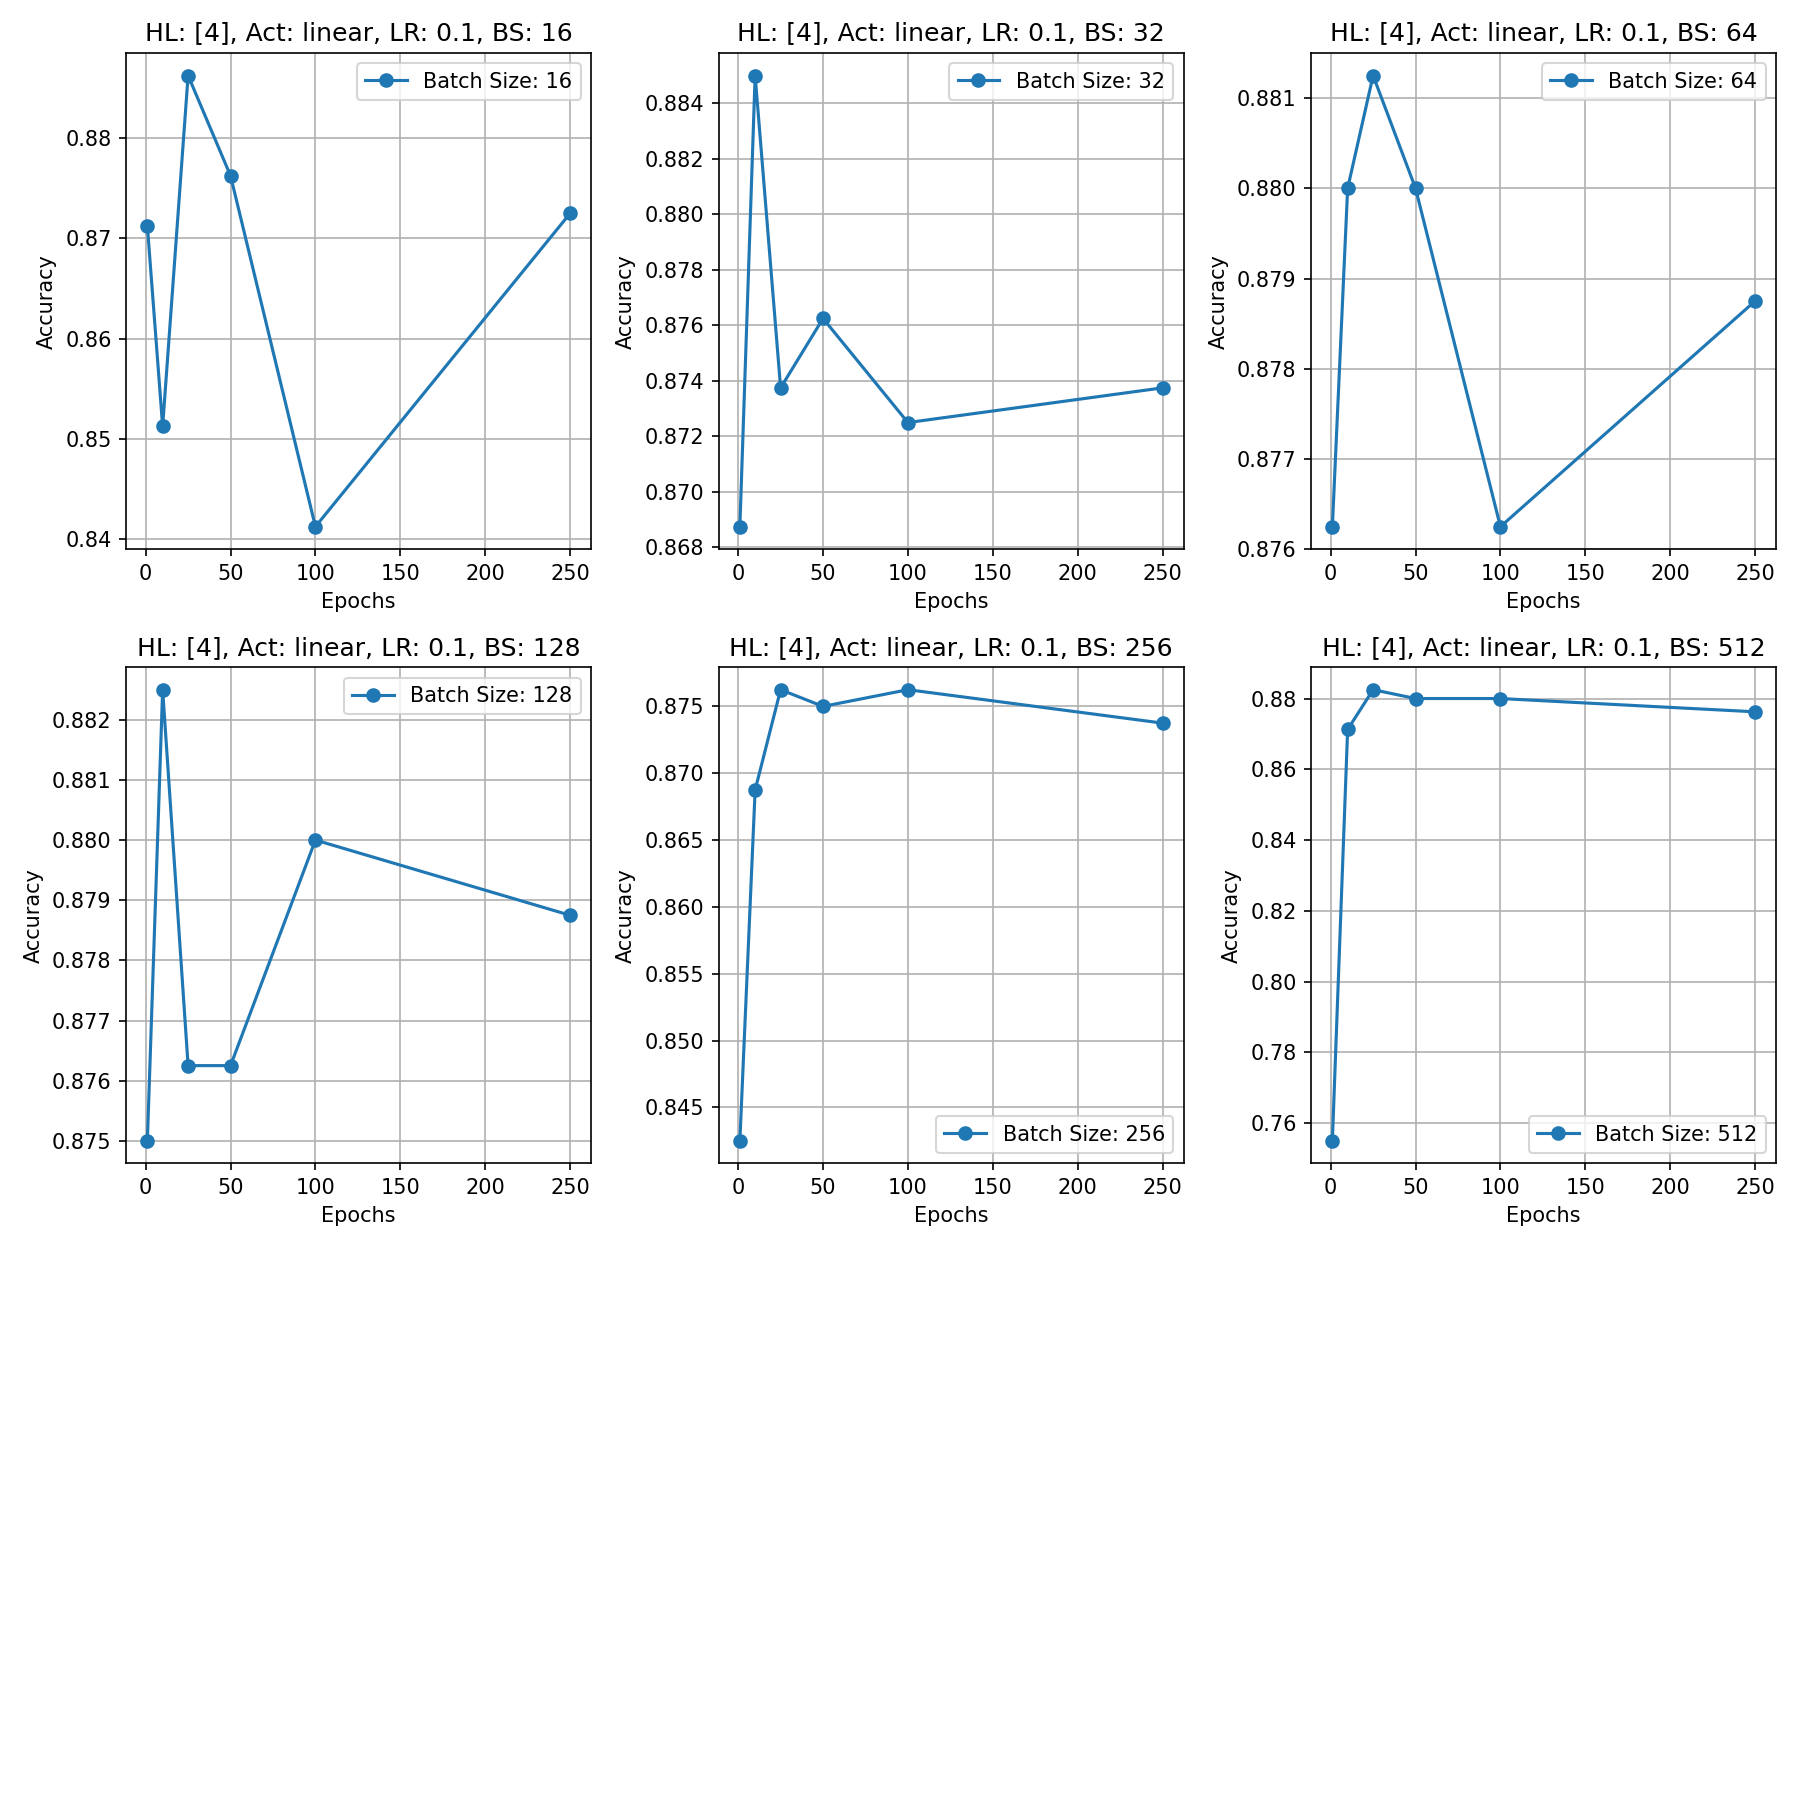 HL: [4], Act: linear, LR: 0.1, BS: 16
Batch Size: 16
Accuracy
0.88
0.87
0.86
0.85
0.84
0 50 100 150 200 250
Epochs
HL: [4], Act: linear, LR: 0.1, BS: 32
Batch Size: 32
Accuracy
0.884
0.882
0.880
0.878
0.876
0.874
0.872
0.870
0.868
0 50 100 150 200 250
Epochs
HL: [4], Act: linear, LR: 0.1, BS: 64
Batch Size: 64
Accuracy
0.881
0.880
0.879
0.878
0.877
0.876
0 50 100 150 200 250
Epochs
HL: [4], Act: linear, LR: 0.1, BS: 128
Batch Size: 128
Accuracy
0.882
0.881
0.880
0.879
0.878
0.877
0.876
0.875
0 50 100 150 200 250
Epochs
HL: [4], Act: linear, LR: 0.1, BS: 256
Accuracy
0.875
0.870
0.865
0.860
0.855
0.850
0.845
Batch Size: 256
0 50 100 150 200 250
Epochs
HL: [4], Act: linear, LR: 0.1, BS: 512
Accuracy
0.88
0.86
0.84
0.82
0.80
0.78
0.76
Batch Size: 512
0 50 100 150 200 250
Epochs